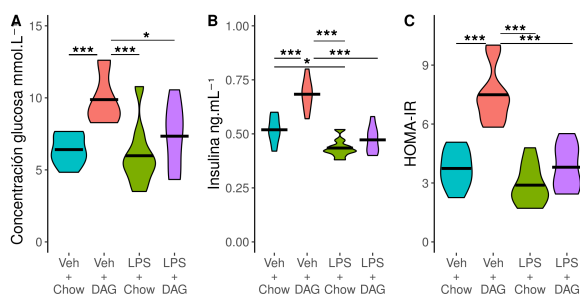 A
Concentración glucosa mmol.L⁻¹
15
10
5
0
***
***
*
Veh + Chow
Veh + DAG
LPS + Chow
LPS + DAG
B
Insulina ng.mL⁻¹
1.00
0.75
0.50
0.25
0.00
***
***
***
*
Veh + Chow
Veh + DAG
LPS + Chow
LPS + DAG
C
HOMA-IR
9
6
3
0
***
***
***
Veh + Chow
Veh + DAG
LPS + Chow
LPS + DAG